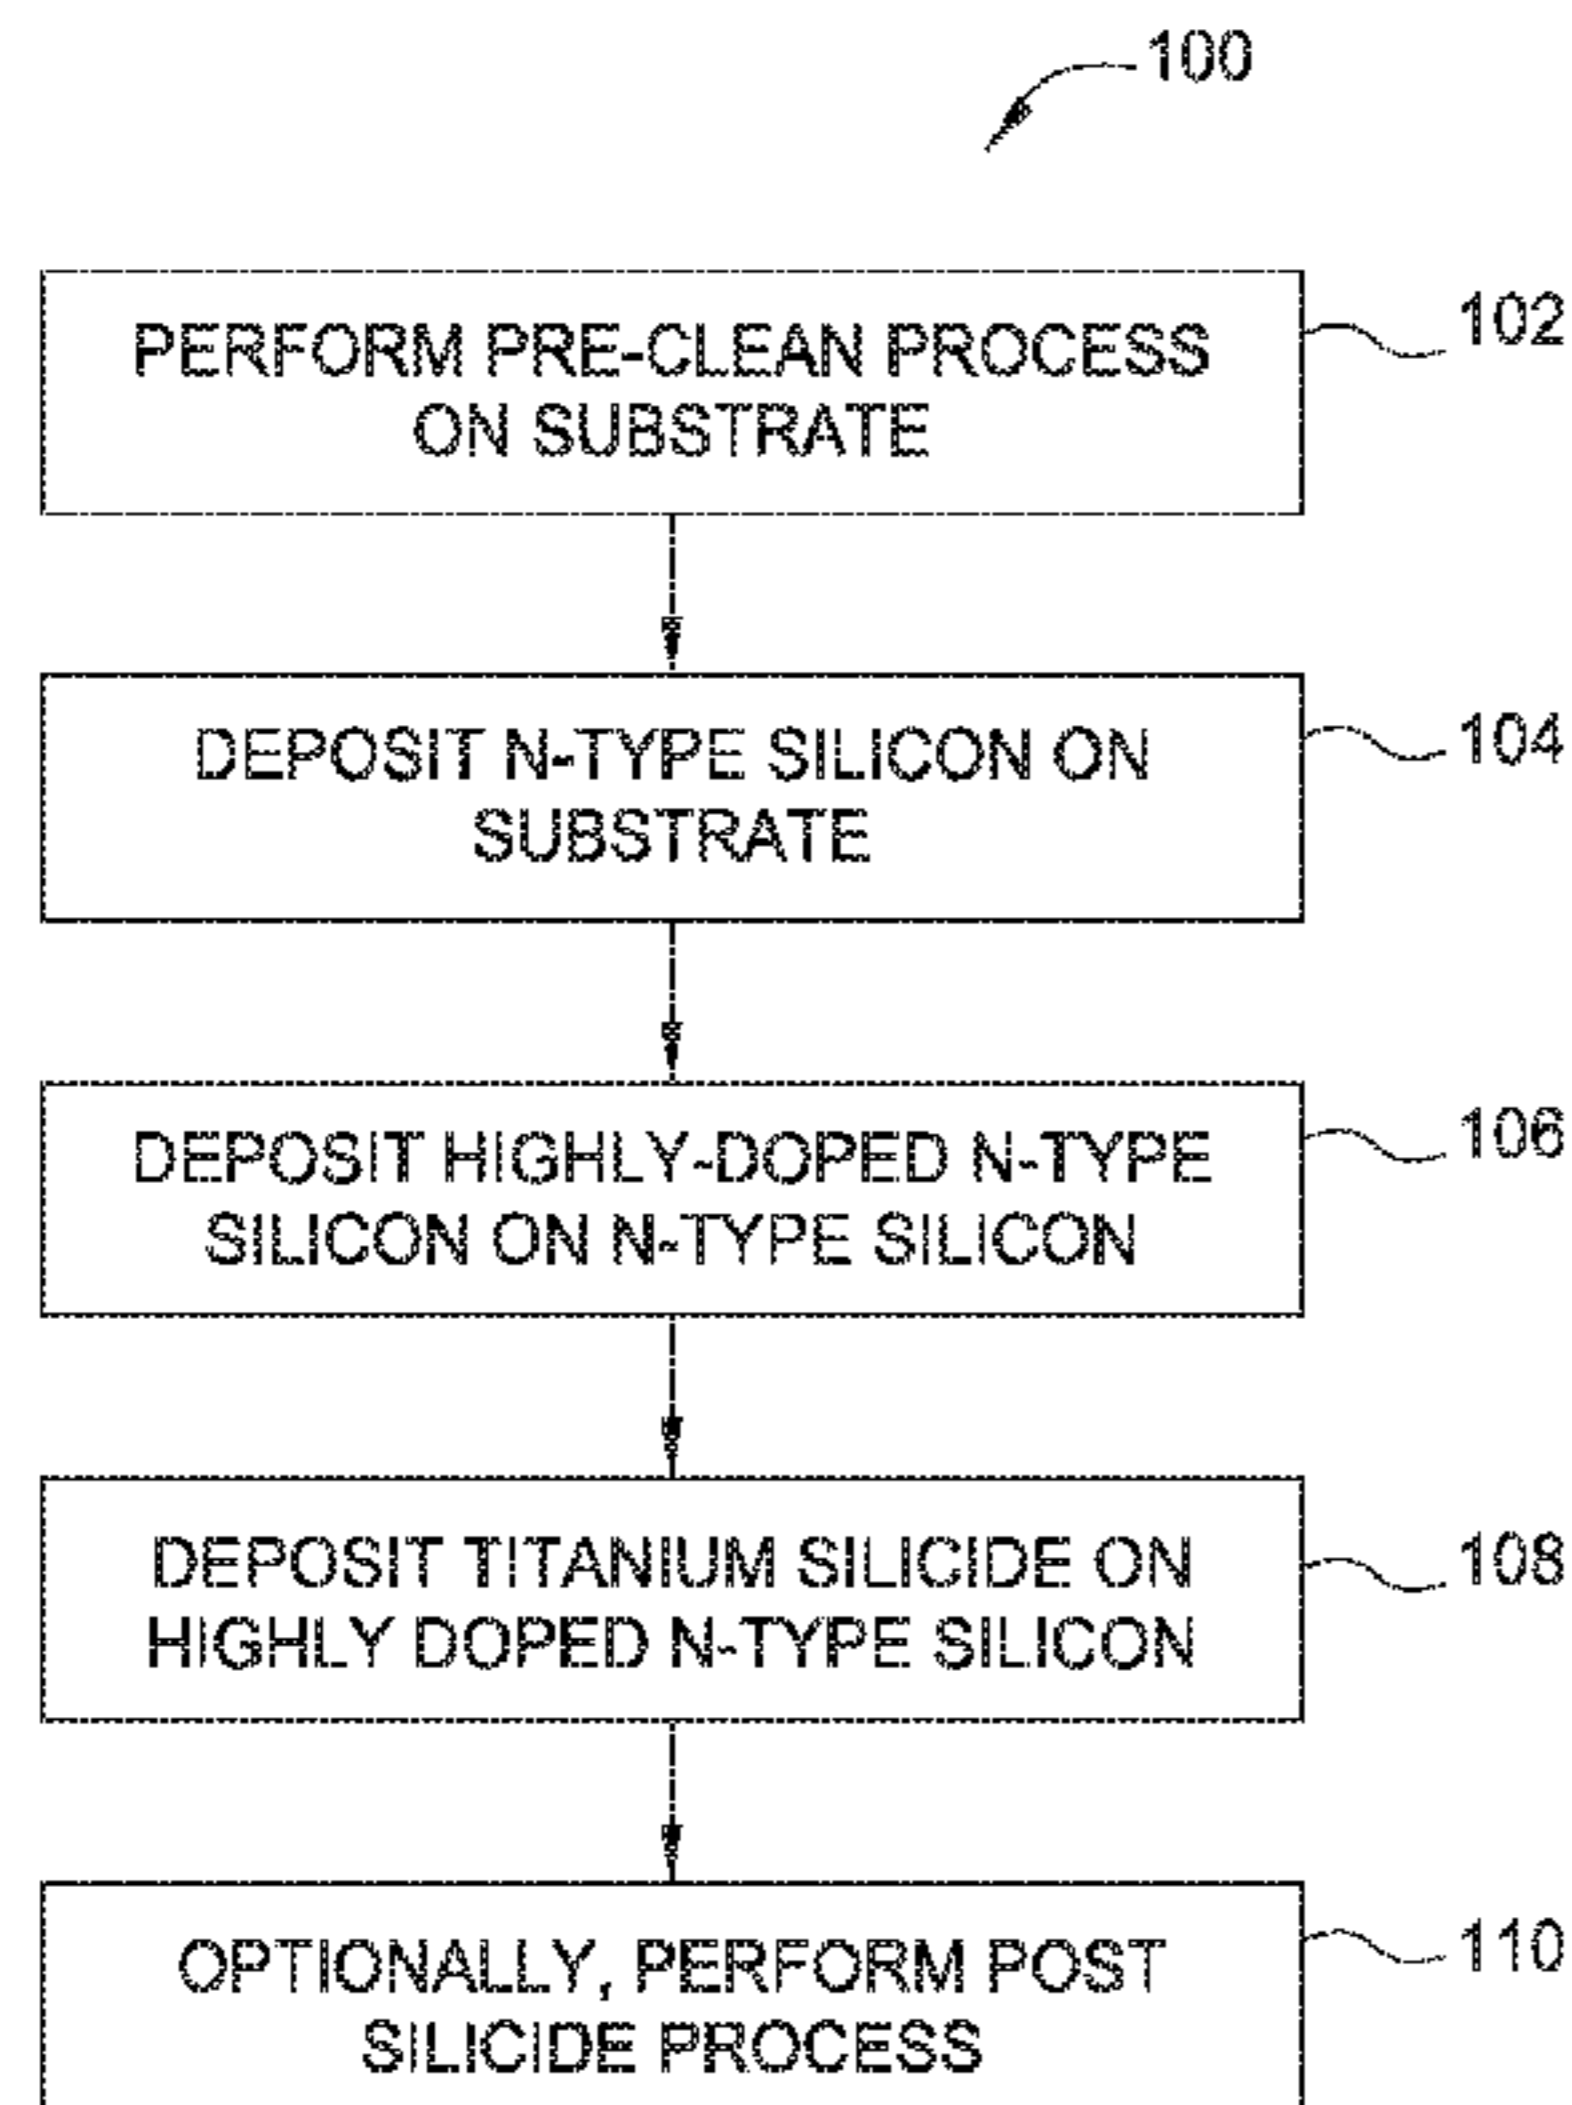 100
PERFORM PRE-CLEAN PROCESS
ON SUBSTRATE
102
DEPOSIT N-TYPE SILICON ON
SUBSTRATE
104
DEPOSIT HIGHLY-DOPED N-TYPE
SILICON ON N-TYPE SILICON
106
DEPOSIT TITANIUM SILICIDE ON
HIGHLY DOPED N-TYPE SILICON
108
OPTIONALLY, PERFORM POST
SILICIDE PROCESS
110